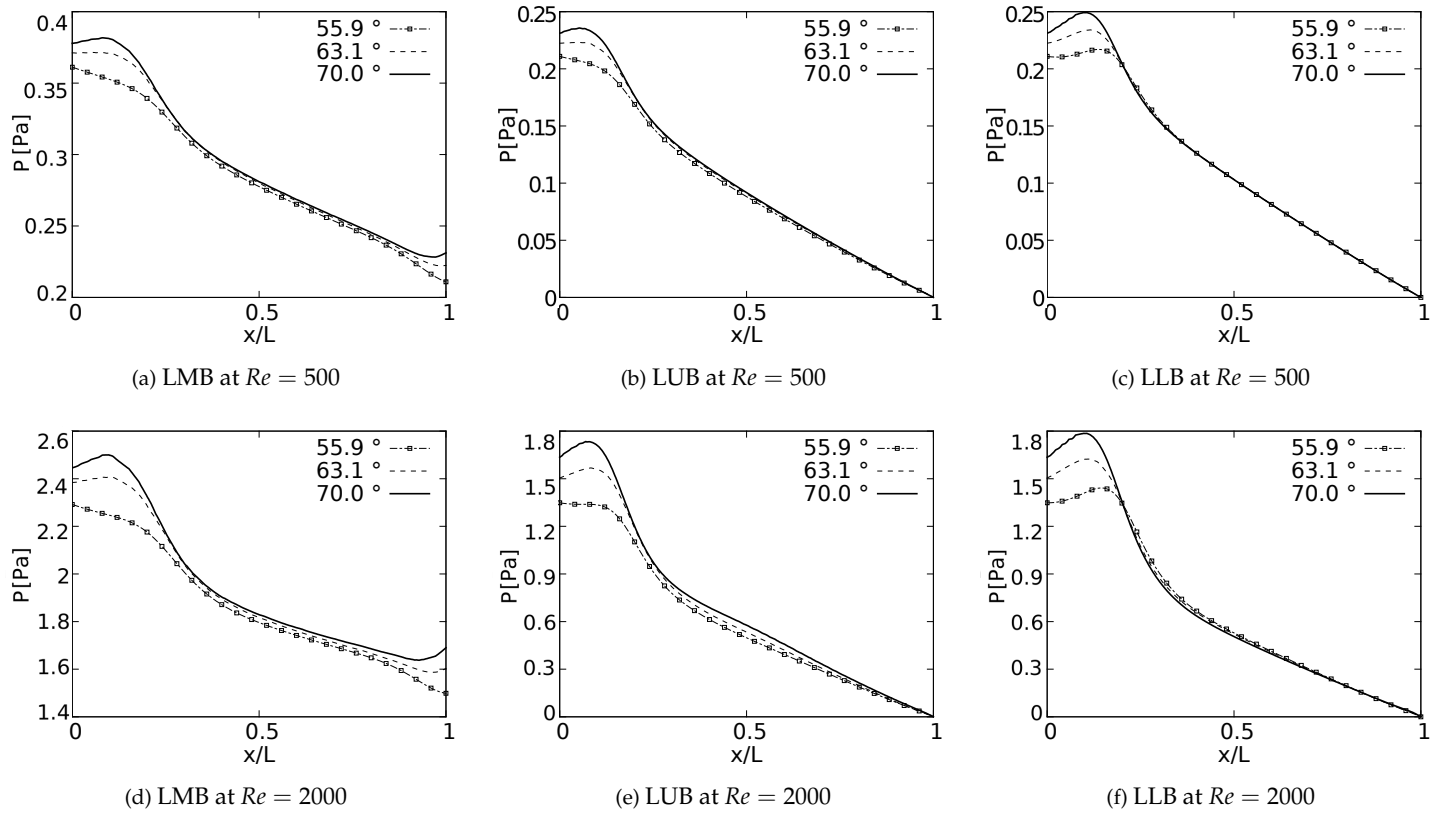 0.4
0.35
0.3
0.25
0.2
P[Pa]
55.9 °
63.1 °
70.0 °
0 0.5 1
x/L
(a) LMB at Re = 500
0.25
0.2
0.15
0.1
0.05
0
P[Pa]
55.9 °
63.1 °
70.0 °
0 0.5 1
x/L
(b) LUB at Re = 500
0.25
0.2
0.15
0.1
0.05
0
P[Pa]
55.9 °
63.1 °
70.0 °
0 0.5 1
x/L
(c) LLB at Re = 500
2.6
2.4
2.2
2
1.8
1.6
1.4
P[Pa]
55.9 °
63.1 °
70.0 °
0 0.5 1
x/L
(d) LMB at Re = 2000
1.8
1.5
1.2
0.9
0.6
0.3
0
P[Pa]
55.9 °
63.1 °
70.0 °
0 0.5 1
x/L
(e) LUB at Re = 2000
1.8
1.5
1.2
0.9
0.6
0.3
0
P[Pa]
55.9 °
63.1 °
70.0 °
0 0.5 1
x/L
(f) LLB at Re = 2000